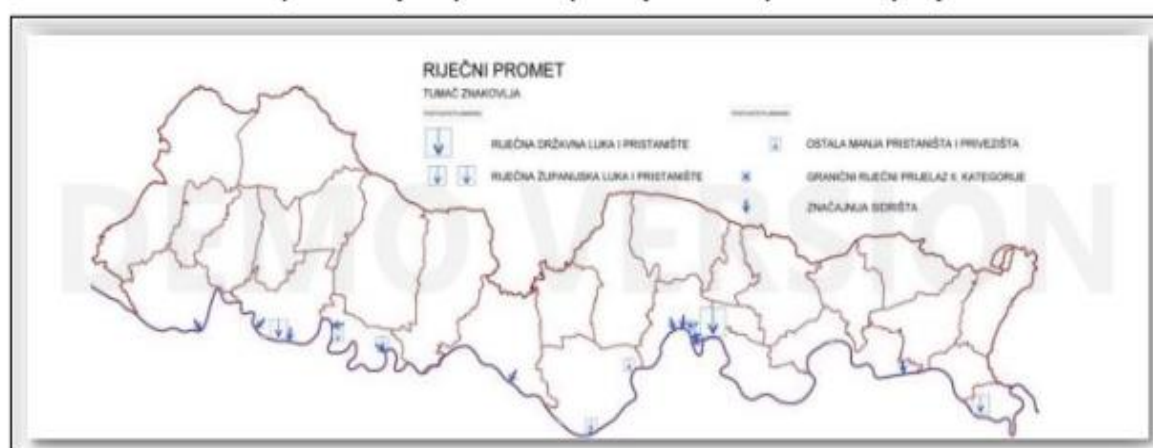 RIJEČNI PROMET
TUMAČ ZNAKOVLJA
RIJEČNA DRŽAVNA LUKA I PRISTANIŠTE
RIJEČNA ŽUPANIJSKA LUKA I PRISTANIŠTE
OSTALA MANJA PRISTANIŠTA I PRIVEZIŠTA
GRANIČNI RIJEČNI PRIJELAZ II. KATEGORIJE
ZNAČAJNIJA SIDRIŠTA
DEMO VERSION